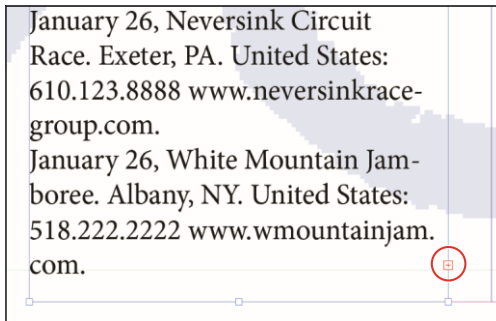 January 26, Neversink Circuit
Race. Exeter, PA. United States:
610.123.8888 www.neversinkrace-
group.com.
January 26, White Mountain Jam-
boree. Albany, NY. United States:
518.222.2222 www.wmountainjam.
com.